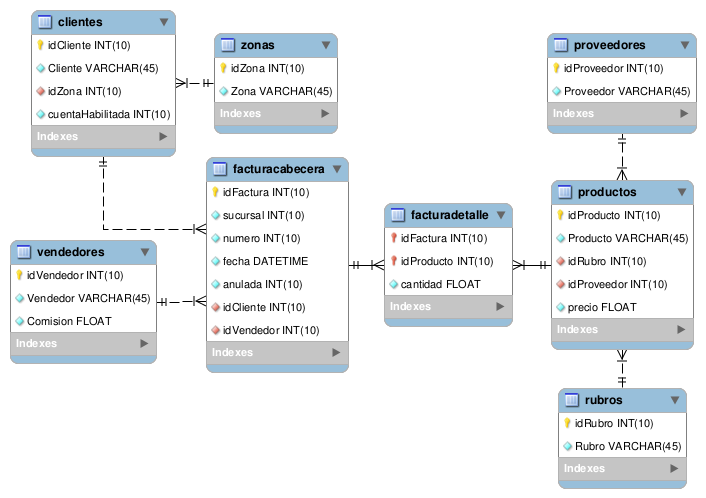 clientes
idCliente INT(10)
Cliente VARCHAR(45)
idZona INT(10)
cuentaHabilitada INT(10)
Indexes
zonas
idZona INT(10)
Zona VARCHAR(45)
Indexes
proveedores
idProveedor INT(10)
Proveedor VARCHAR(45)
Indexes
facturacabecera
idFactura INT(10)
sucursal INT(10)
numero INT(10)
fecha DATETIME
anulada INT(10)
idCliente INT(10)
idVendedor INT(10)
Indexes
facturadetalle
idFactura INT(10)
idProducto INT(10)
cantidad FLOAT
Indexes
productos
idProducto INT(10)
Producto VARCHAR(45)
idRubro INT(10)
idProveedor INT(10)
precio FLOAT
Indexes
vendedores
idVendedor INT(10)
Vendedor VARCHAR(45)
Comision FLOAT
Indexes
rubros
idRubro INT(10)
Rubro VARCHAR(45)
Indexes